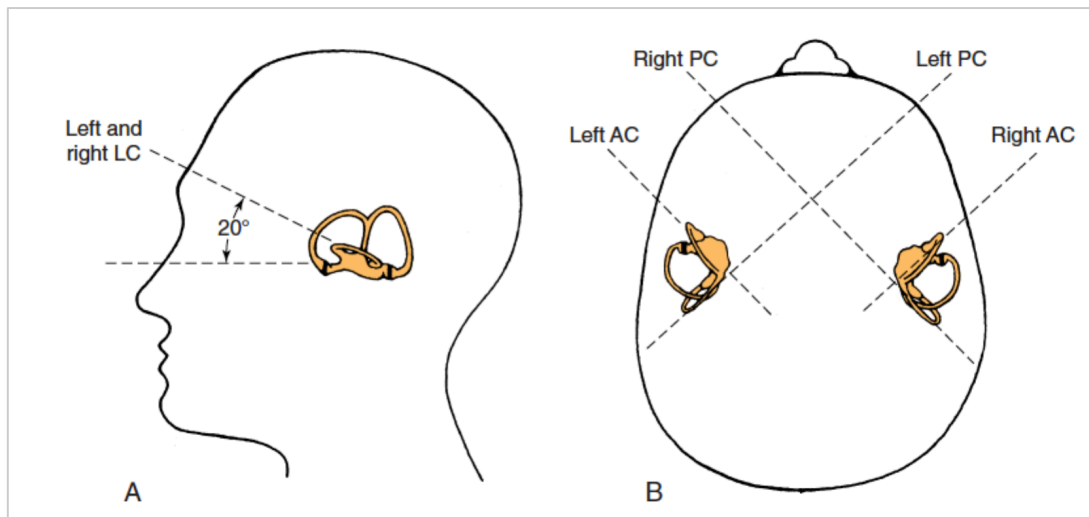 Left and
right LC
20°
A
Right PC
Left PC
Left AC
Right AC
B